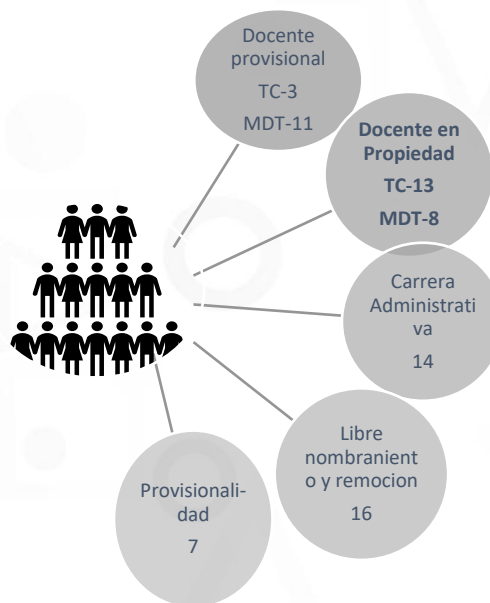 Docente
provisional
TC-3
MDT-11
Docente en
Propiedad
TC-13
MDT-8
Carrera
Administrati
va
14
Libre
nombranient
o y remocion
16
Provisionali-
dad
7